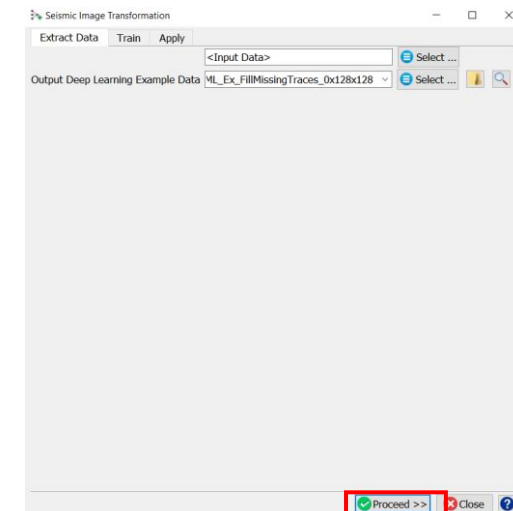 Seismic Image Transformation
Extract Data Train Apply
<Input Data> Select ...
Output Deep Learning Example Data ML_Ex_FillMissingTraces_0x128x128 Select ...
Proceed >> Close ?